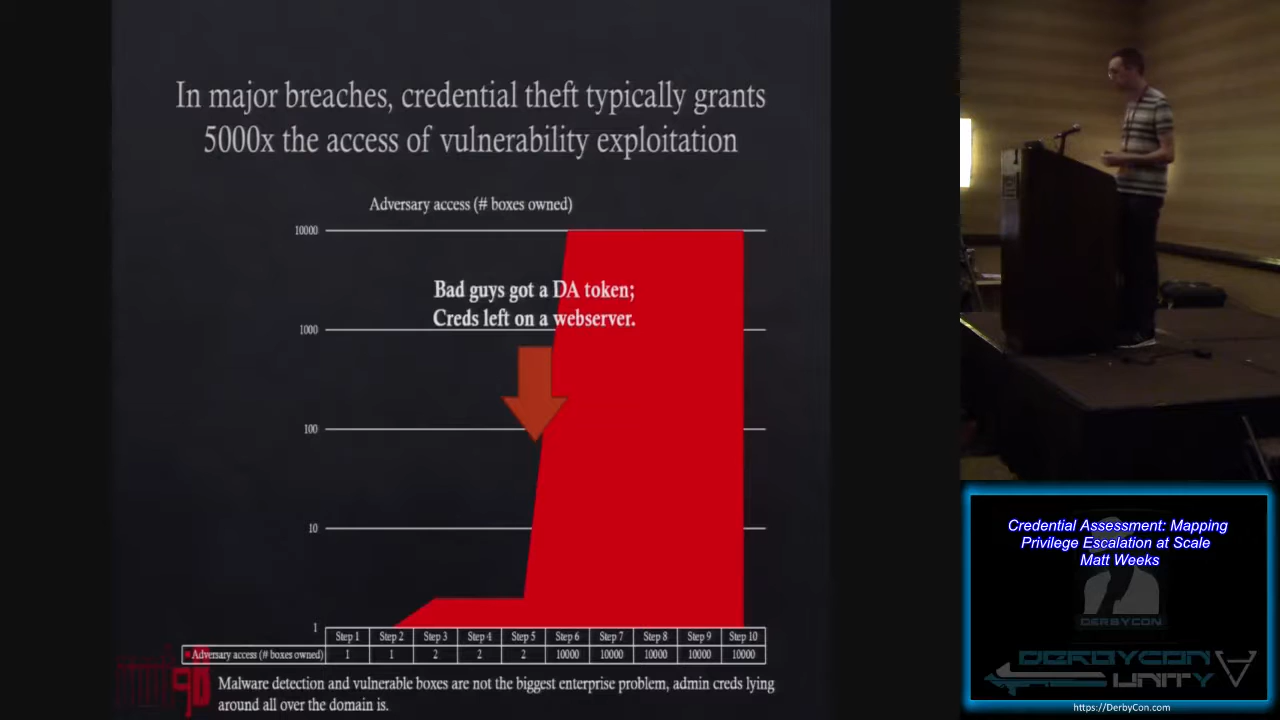 In major breaches, credential theft typically grants
5000x the access of vulnerability exploitation
Adversary access (# boxes owned)
10000
1000
100
10
1
Bad guys got a DA token;
Creds left on a webserver.
Step 1 Step 2 Step 3 Step 4 Step 5 Step 6 Step 7 Step 8 Step 9 Step 10
Adversary access (# boxes owned) 1 1 2 2 2 10000 10000 10000 10000 10000
Malware detection and vulnerable boxes are not the biggest enterprise problem, admin creds lying
around all over the domain is.
Credential Assessment: Mapping
Privilege Escalation at Scale
Matt Weeks
DERBYCON
DERBYCON
UNITY
https://DerbyCon.com